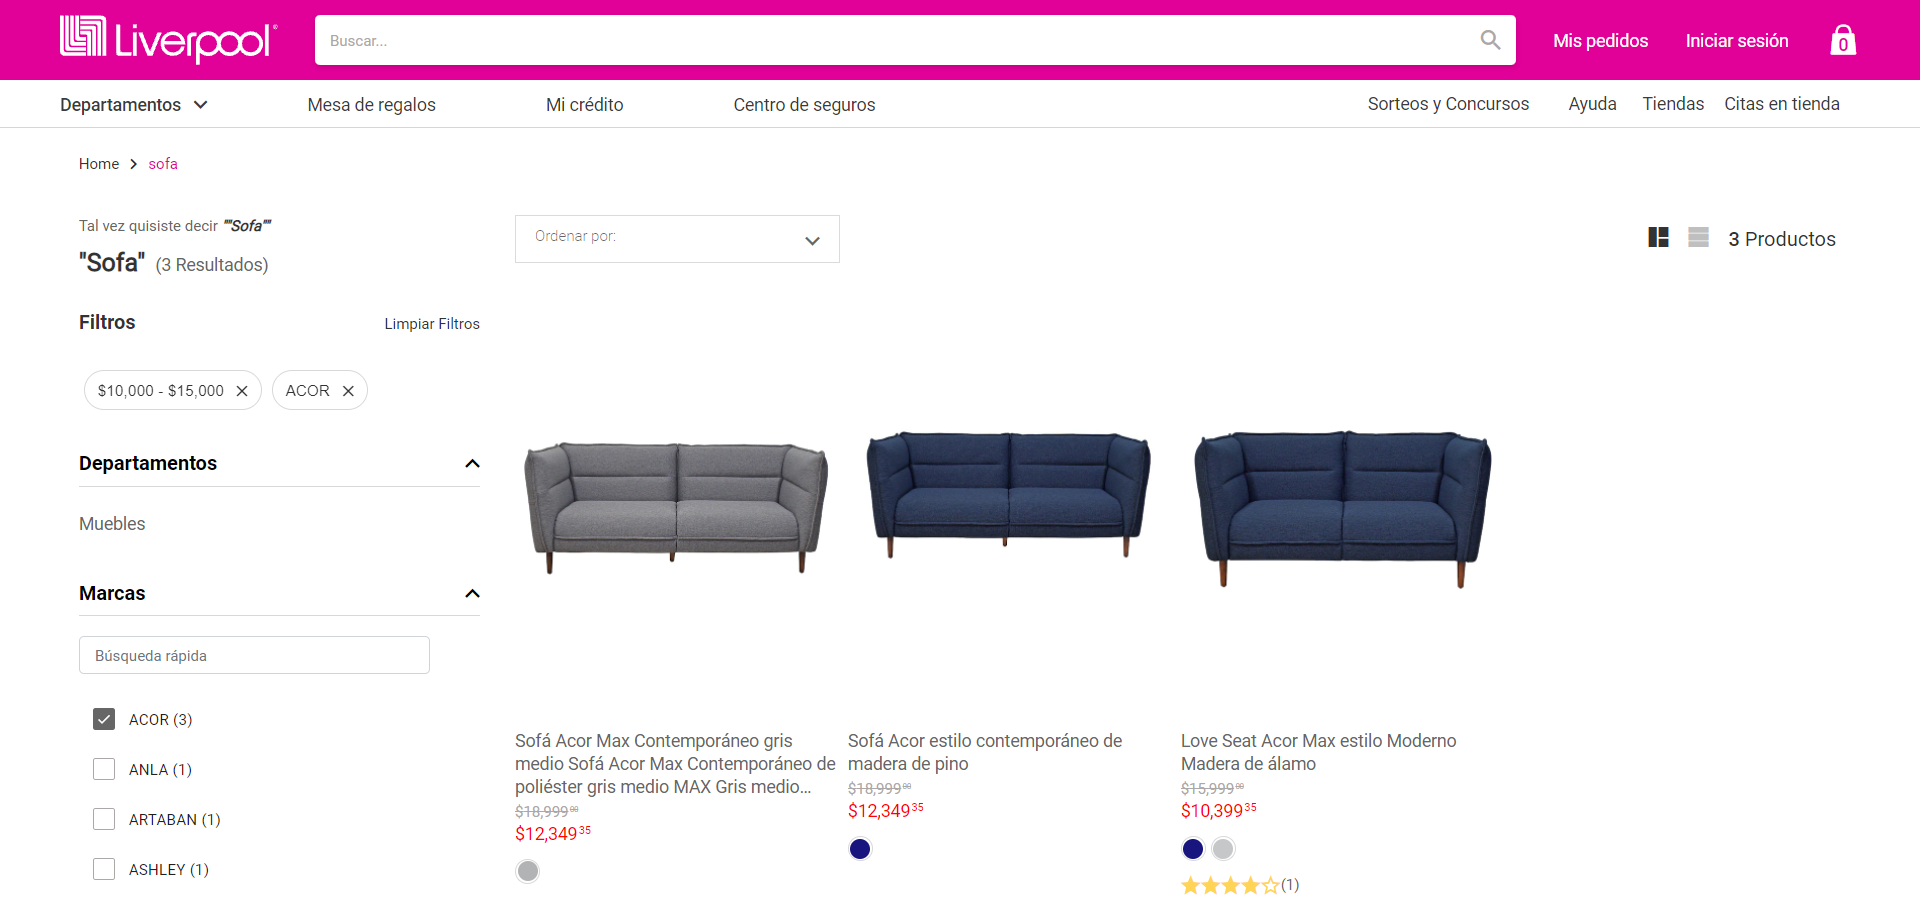 Liverpool
Buscar...
Mis pedidos
Iniciar sesión
0
Departamentos
Mesa de regalos
Mi crédito
Centro de seguros
Sorteos y Concursos
Ayuda
Tiendas
Citas en tienda
Home
sofa
Tal vez quisiste decir ""Sofa""
"Sofa" (3 Resultados)
Ordenar por:
3 Productos
Filtros
Limpiar Filtros
$10,000 - $15,000
ACOR
Departamentos
Muebles
Marcas
Búsqueda rápida
ACOR (3)
ANLA (1)
ARTABAN (1)
ASHLEY (1)
Sofá Acor Max Contemporáneo gris
medio Sofá Acor Max Contemporáneo de
poliéster gris medio MAX Gris medio...
$18,999.00
$12,349.35
Sofá Acor estilo contemporáneo de
madera de pino
$18,999.00
$12,349.35
Love Seat Acor Max estilo Moderno
Madera de álamo
$15,999.00
$10,399.35
(1)